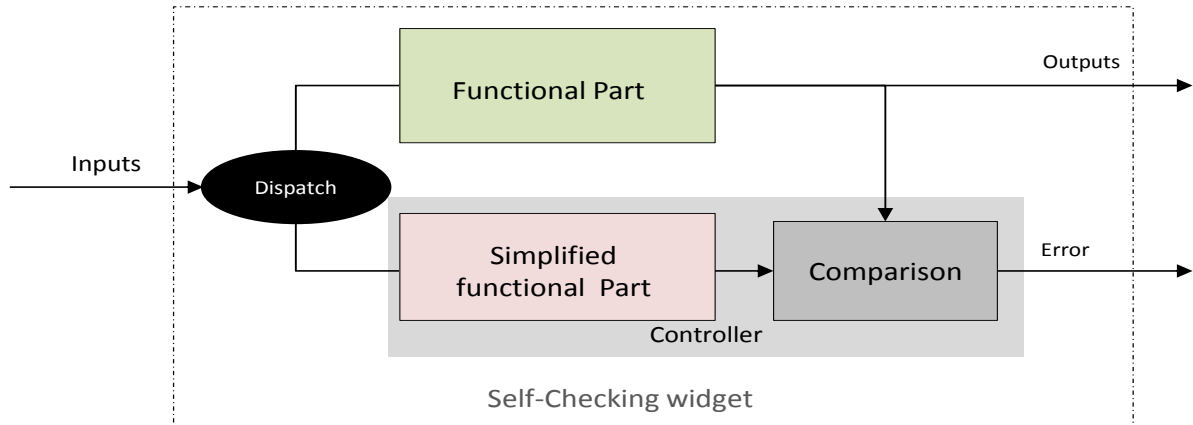 Functional Part
Outputs
Inputs
Dispatch
Simplified
functional Part
Comparison
Error
Controller
Self-Checking widget